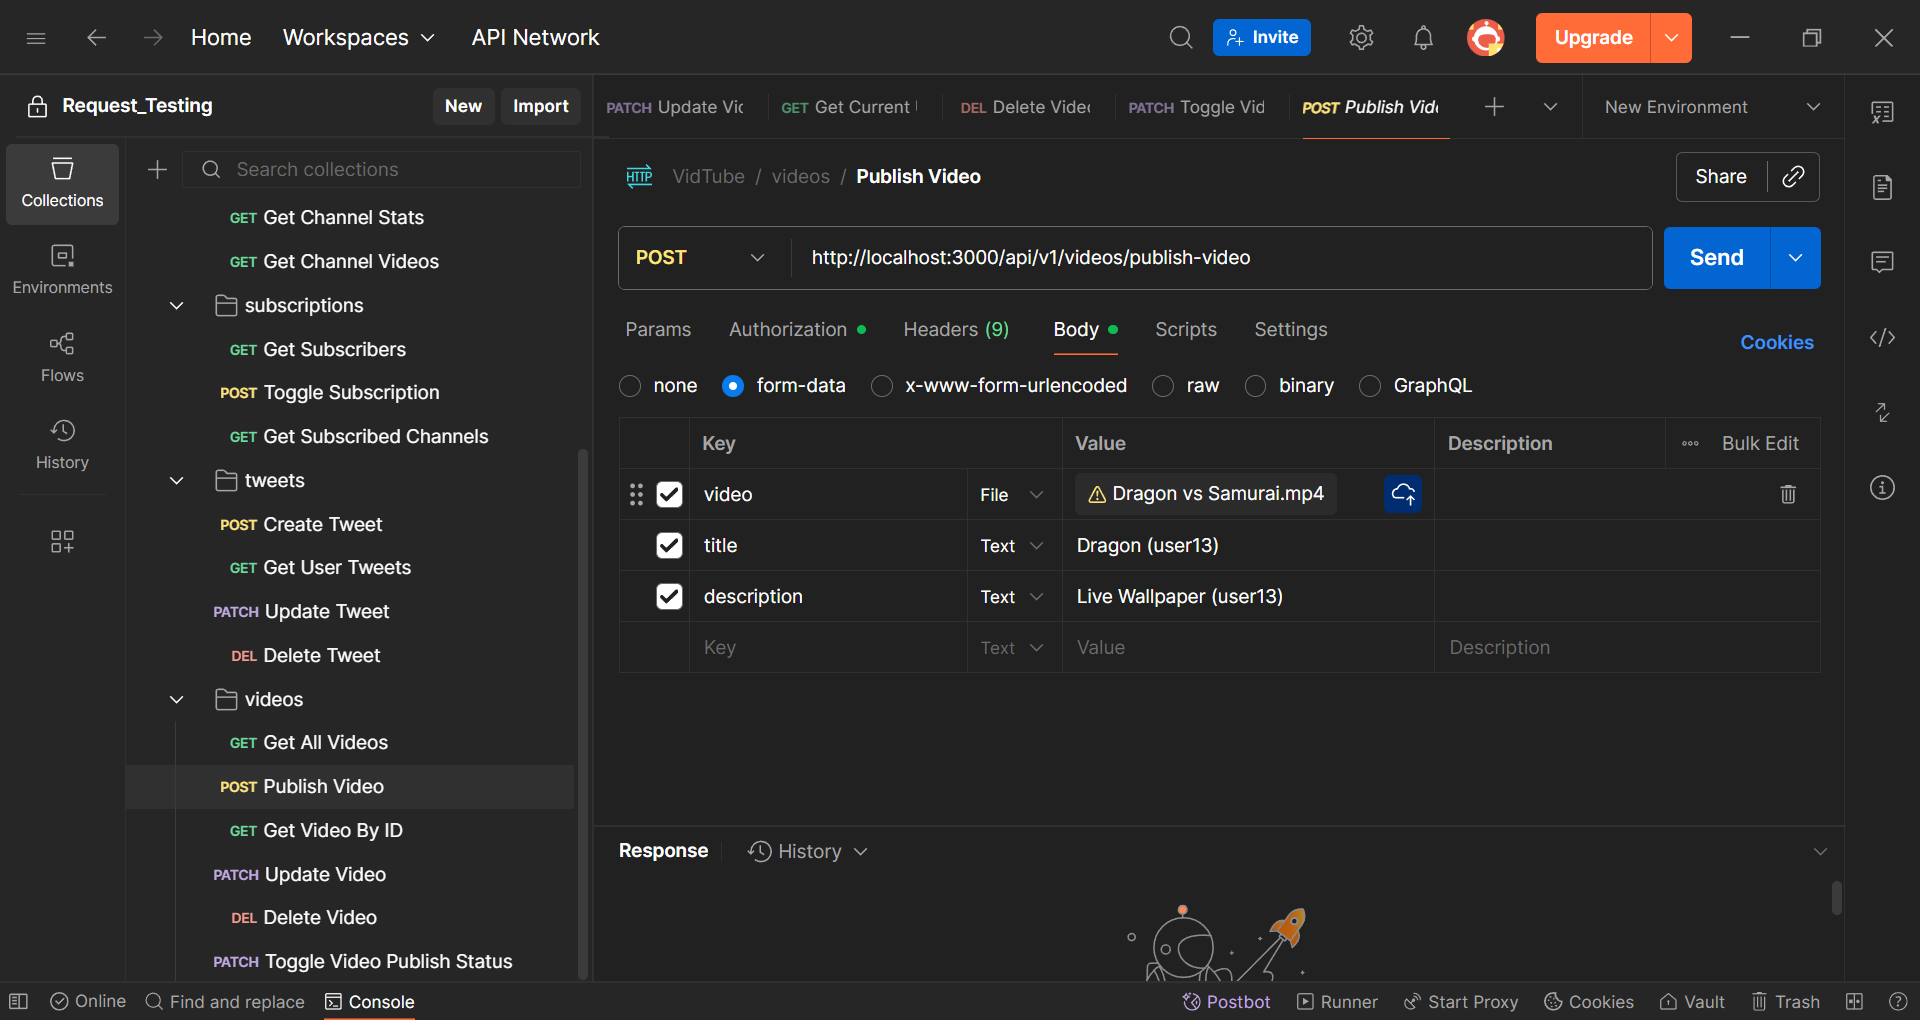 Home
Workspaces
API Network
Invite
Upgrade
Request_Testing
New
Import
PATCH Update Vic
GET Get Current
DEL Delete Vide
PATCH Toggle Vid
POST Publish Vid
New Environment
Collections
Environments
Flows
History
Search collections
GET Get Channel Stats
GET Get Channel Videos
subscriptions
GET Get Subscribers
POST Toggle Subscription
GET Get Subscribed Channels
tweets
POST Create Tweet
GET Get User Tweets
PATCH Update Tweet
DEL Delete Tweet
videos
GET Get All Videos
POST Publish Video
GET Get Video By ID
PATCH Update Video
DEL Delete Video
PATCH Toggle Video Publish Status
HTTP VidTube / videos / Publish Video
Share
POST http://localhost:3000/api/v1/videos/publish-video
Send
Params Authorization Headers (9) Body Scripts Settings
Cookies
none form-data x-www-form-urlencoded raw binary GraphQL
Key Value Description Bulk Edit
video File Dragon vs Samurai.mp4
title Text Dragon (user13)
description Text Live Wallpaper (user13)
Key Text Value Description
Response History
Online Find and replace Console
Postbot Runner Start Proxy Cookies Vault Trash